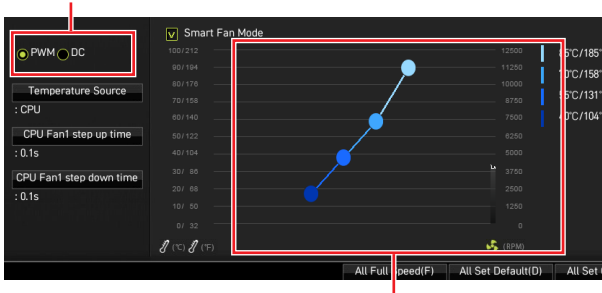 Smart Fan Mode
PWM DC
Temperature Source
: CPU
CPU Fan1 step up time
: 0.1s
CPU Fan1 step down time
: 0.1s
100/212 12500
90/194 11250
80/176 10000
70/158 8750
60/140 7500
50/122 6250
40/104 5000
30/ 86 3750
20/ 68 2500
10/ 50 1250
0/ 32 0
(°C) (°F) (RPM)
85°C/185°
70°C/158°
55°C/131°
40°C/104°
All Full Speed(F) All Set Default(D) All Set